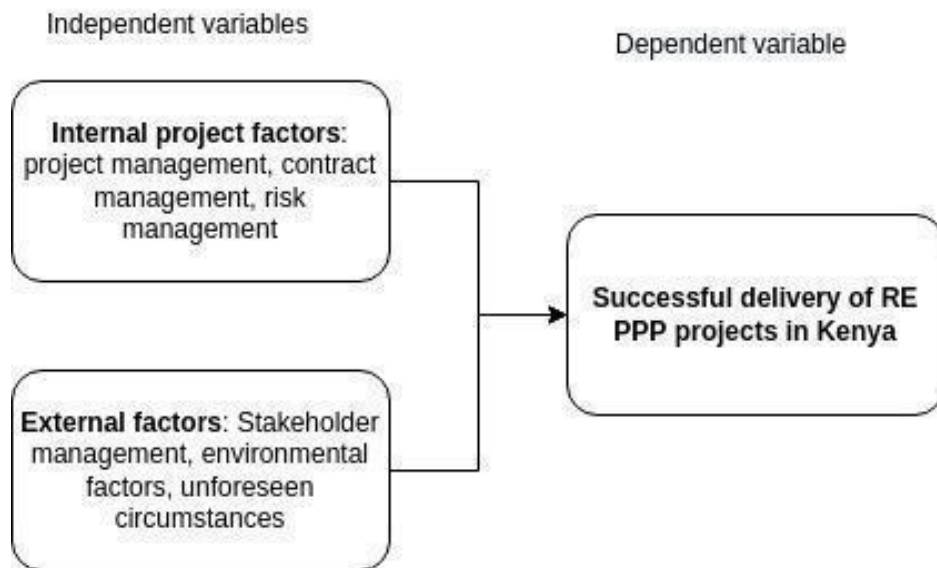 Independent variables
Dependent variable
Internal project factors:
project management, contract
management, risk
management
Successful delivery of RE
PPP projects in Kenya
External factors: Stakeholder
management, environmental
factors, unforeseen
circumstances